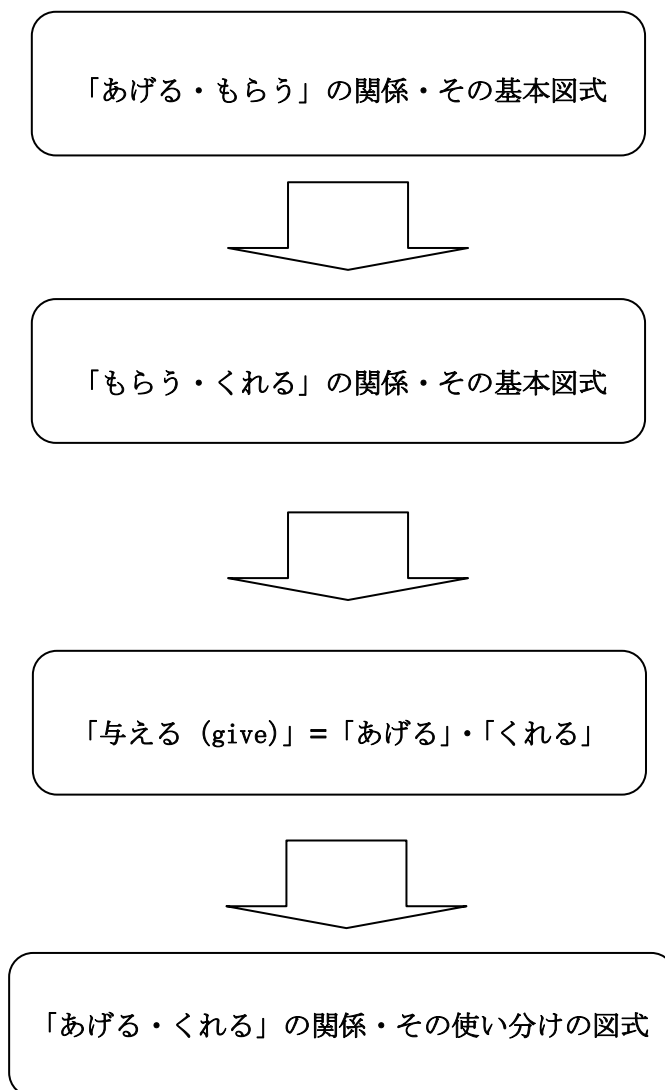 「あげる・もらう」の関係・その基本図式
「もらう・くれる」の関係・その基本図式
「与える (give)」=「あげる」・「くれる」
「あげる・くれる」の関係・その使い分けの図式